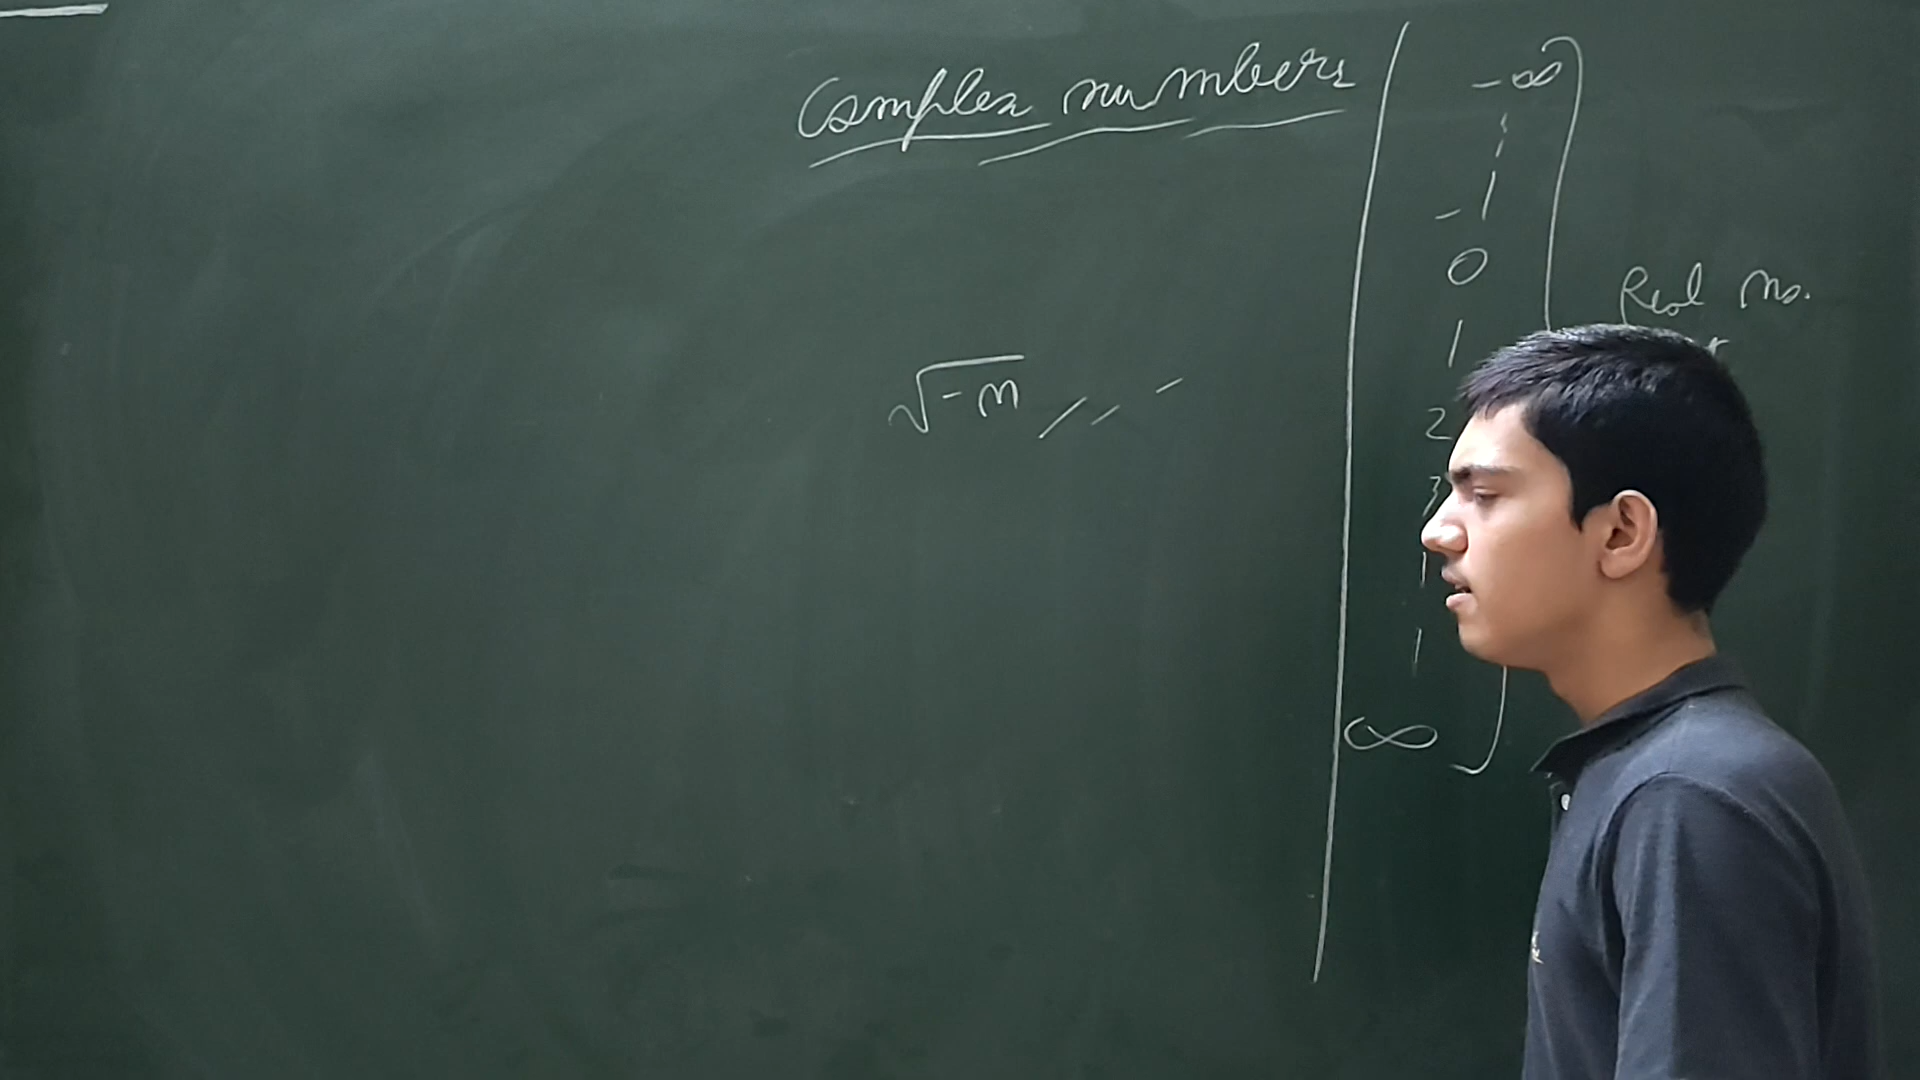 Complex numbers
√-n
-∞
-1
0
1
2
3
∞
Real no.